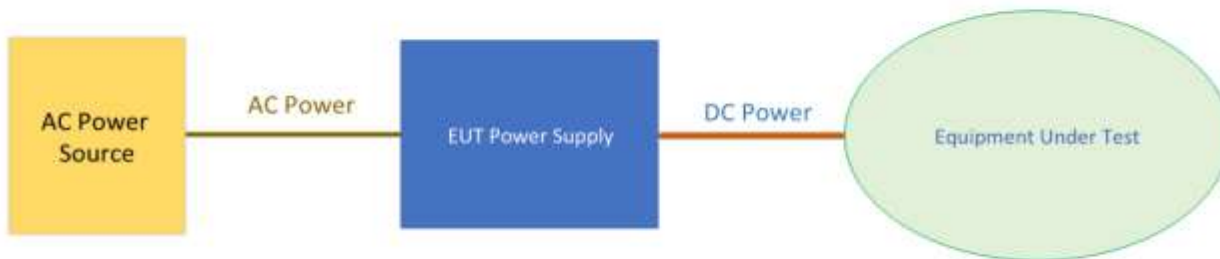 AC Power
Source
AC Power
EUT Power Supply
DC Power
Equipment Under Test